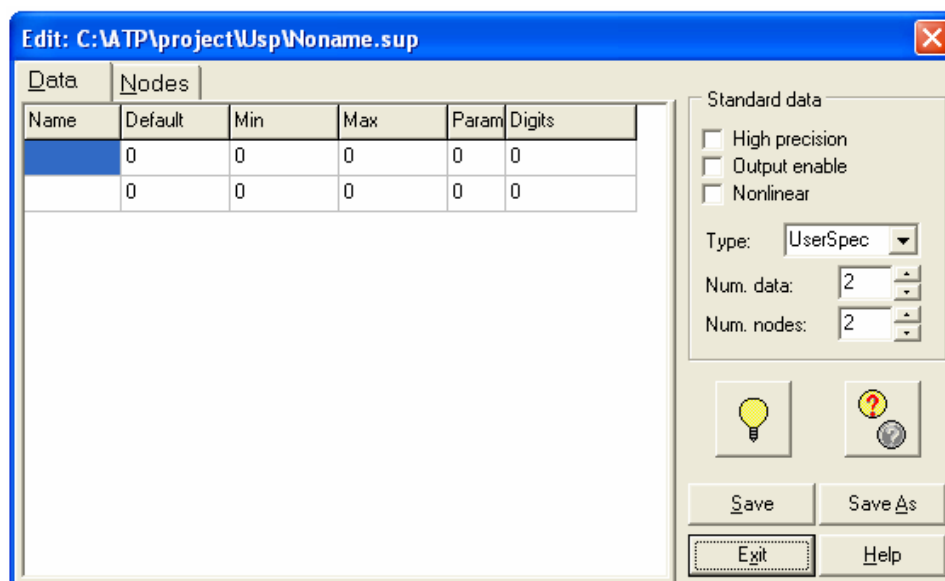 Edit: C:\ATP\project\Usp\Noname.sup
Data Nodes
Name Default Min Max Param Digits
0 0 0 0 0
0 0 0 0 0
Standard data
High precision
Output enable
Nonlinear
Type: UserSpec
Num. data: 2
Num. nodes: 2
?
?
Save Save As
Exit Help